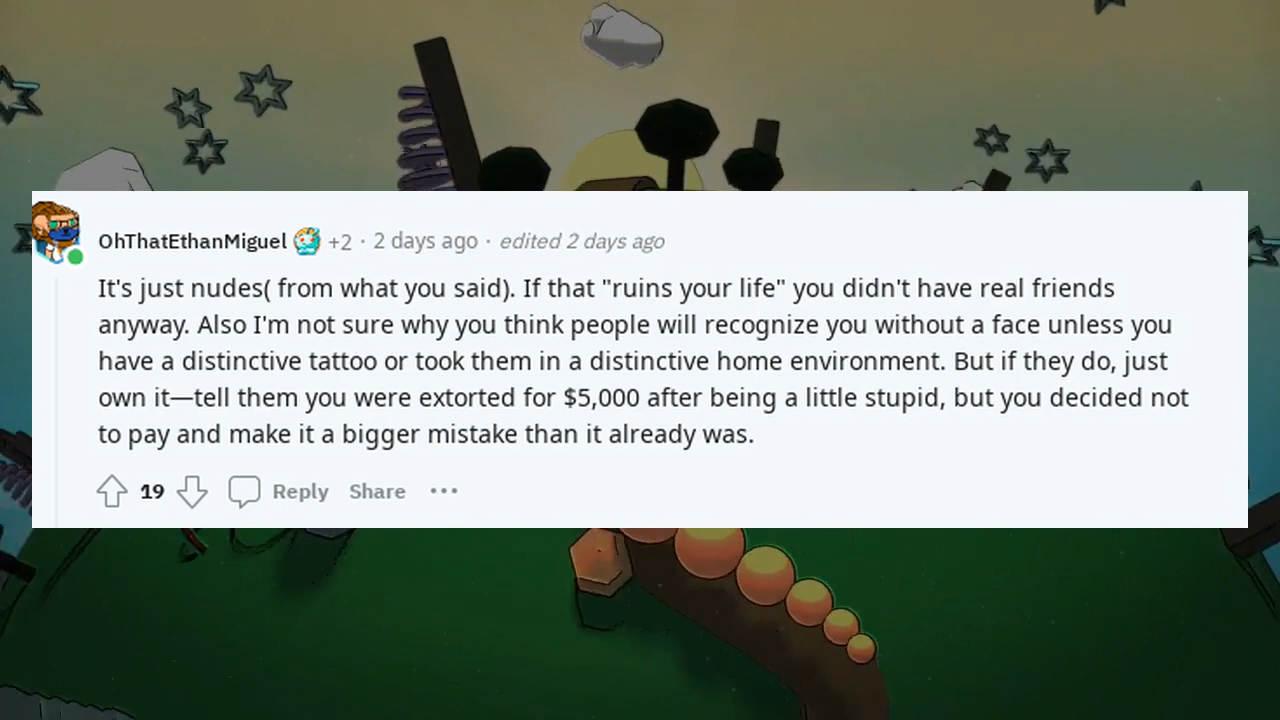 OhThatEthanMiguel +2 · 2 days ago · edited 2 days ago
It's just nudes( from what you said). If that "ruins your life" you didn't have real friends
anyway. Also I'm not sure why you think people will recognize you without a face unless you
have a distinctive tattoo or took them in a distinctive home environment. But if they do, just
own it—tell them you were extorted for $5,000 after being a little stupid, but you decided not
to pay and make it a bigger mistake than it already was.
19 Reply Share •••